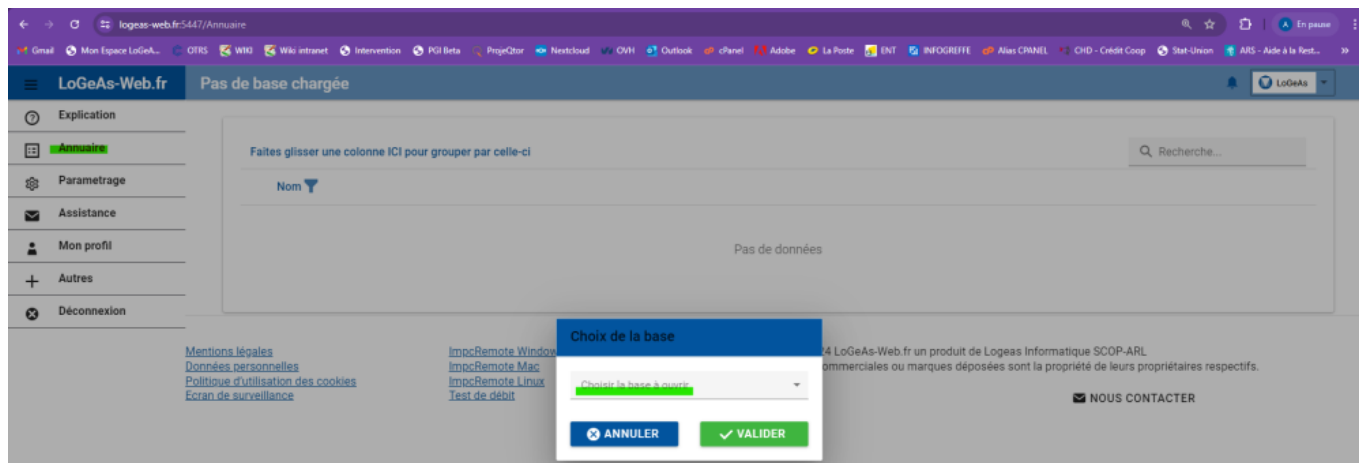 logeas-web.fr:5447/Annuaire
En pause
Gmail Mon Espace LoGeA... OTRS WIKI Wiki intranet Intervention PGI Beta ProjeQtor Nextcloud OVH Outlook cPanel Adobe La Poste ENT INFOGREFFE Alias CPANEL CHD - Crédit Coop Stat-Union ARS - Aide à la Rest... »
LoGeAs-Web.fr Pas de base chargée LoGeAs
Explication
Annuaire
Parametrage
Assistance
Mon profil
Autres
Déconnexion
Faites glisser une colonne ICI pour grouper par celle-ci
Recherche...
Nom
Pas de données
Choix de la base
Choisir la base à ouvrir
ANNULER VALIDER
Mentions légales
Données personnelles
Politique d'utilisation des cookies
Ecran de surveillance
ImpcRemote Window
ImpcRemote Mac
ImpcRemote Linux
Test de débit
24 LoGeAs-Web.fr un produit de Logeas Informatique SCOP-ARL
ommerciales ou marques déposées sont la propriété de leurs propriétaires respectifs.
NOUS CONTACTER